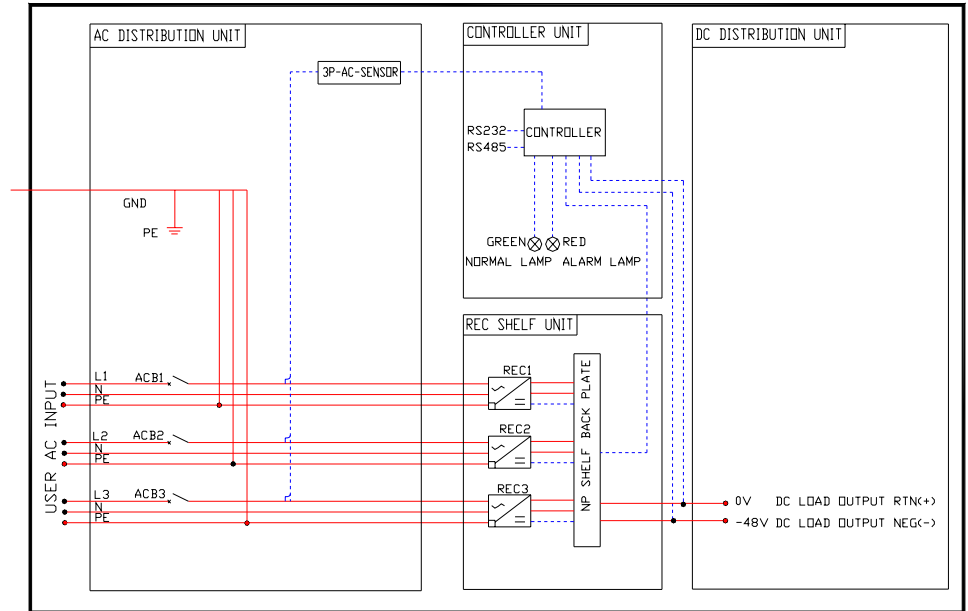 AC DISTRIBUTION UNIT
CONTROLLER UNIT
DC DISTRIBUTION UNIT
3P-AC-SENSOR
RS232
RS485
CONTROLLER
GND
PE
GREEN
RED
NORMAL LAMP
ALARM LAMP
REC SHELF UNIT
USER AC INPUT
L1
N
PE
ACB1
REC1
L2
N
PE
ACB2
REC2
L3
N
PE
ACB3
REC3
NP SHELF BACK PLATE
0V DC LOAD OUTPUT RTN(+)
-48V DC LOAD OUTPUT NEG(-)